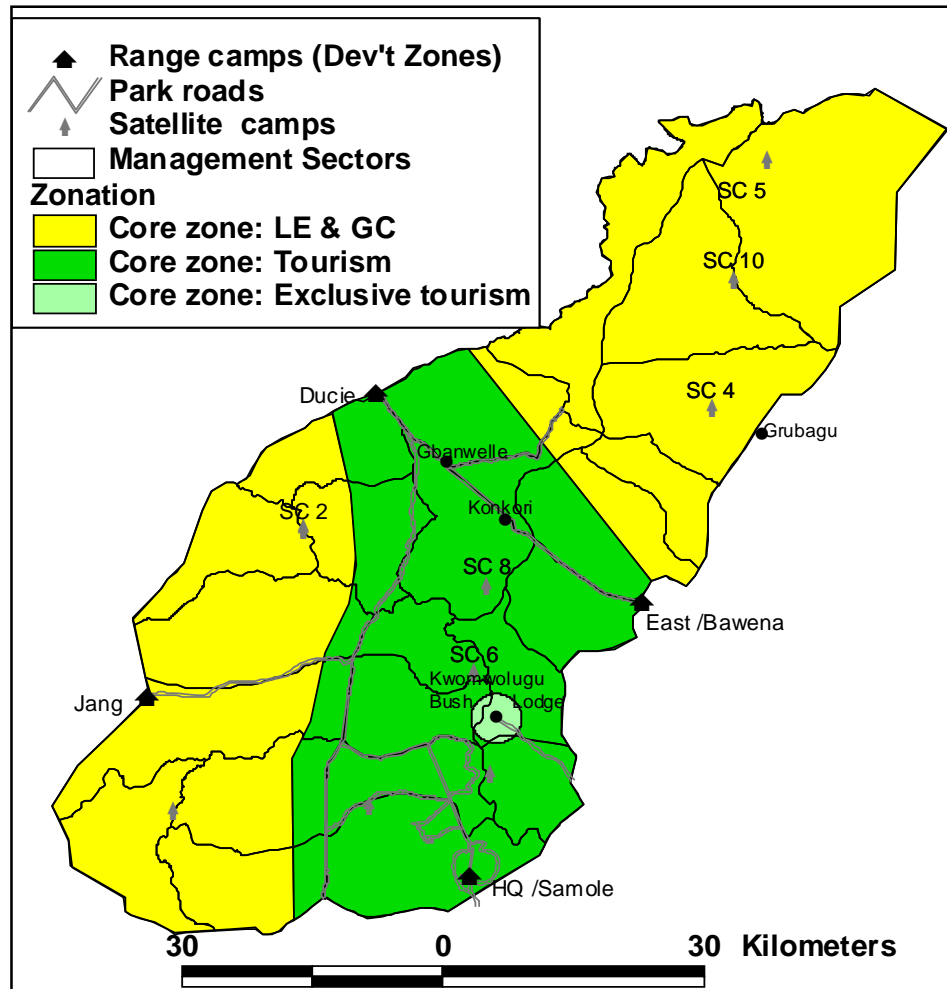 Range camps (Dev't Zones)
Park roads
Satellite camps
Management Sectors
Zonation
Core zone: LE & GC
Core zone: Tourism
Core zone: Exclusive tourism
SC 5
SC 10
SC 4
Ducie
Grubagu
Gbanwelle
SC 2
Konkori
SC 8
East /Bawena
SC 6
Kwomwolugu
Bush Lodge
Jang
HQ /Samole
30 0 30 Kilometers